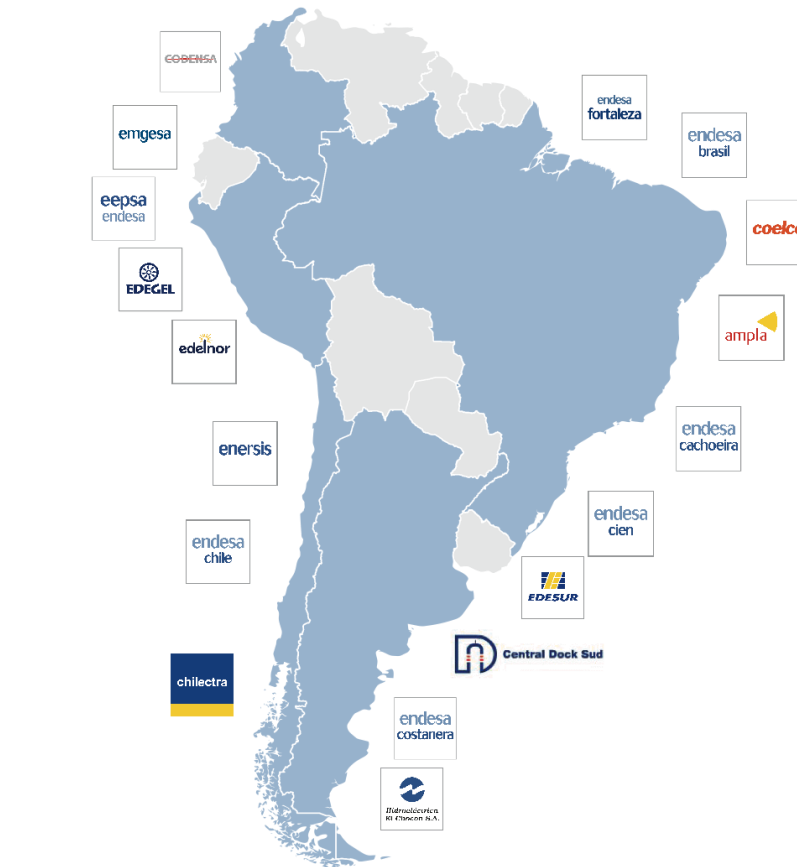 CODENSA
endesa
fortaleza
emgesa
endesa
brasil
eepsa
endesa
coelc
EDEGEL
ampla
edelnor
endesa
cachoeira
enersis
endesa
cien
endesa
chile
EDESUR
Central Dock Sud
chilectra
endesa
costanera
Hidroeléctrica
El Chocón S.A.